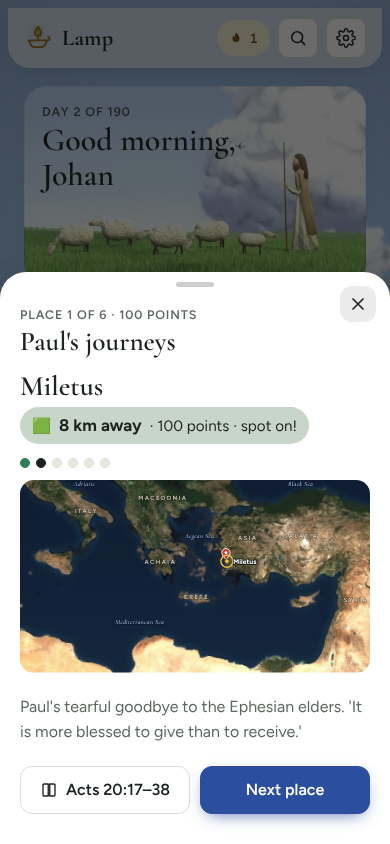 Lamp
1
DAY 2 OF 190
Good morning,
Johan
PLACE 1 OF 6 · 100 POINTS
Paul's journeys
Miletus
8 km away · 100 points · spot on!
Adriatic
Black Sea
MACEDONIA
ITALY
Aegean Sea
ASIA
GALATIA
ACHAIA
Miletus
CRETE
SYRIA
Mediterranean Sea
Paul's tearful goodbye to the Ephesian elders. 'It
is more blessed to give than to receive.'
Acts 20:17–38
Next place